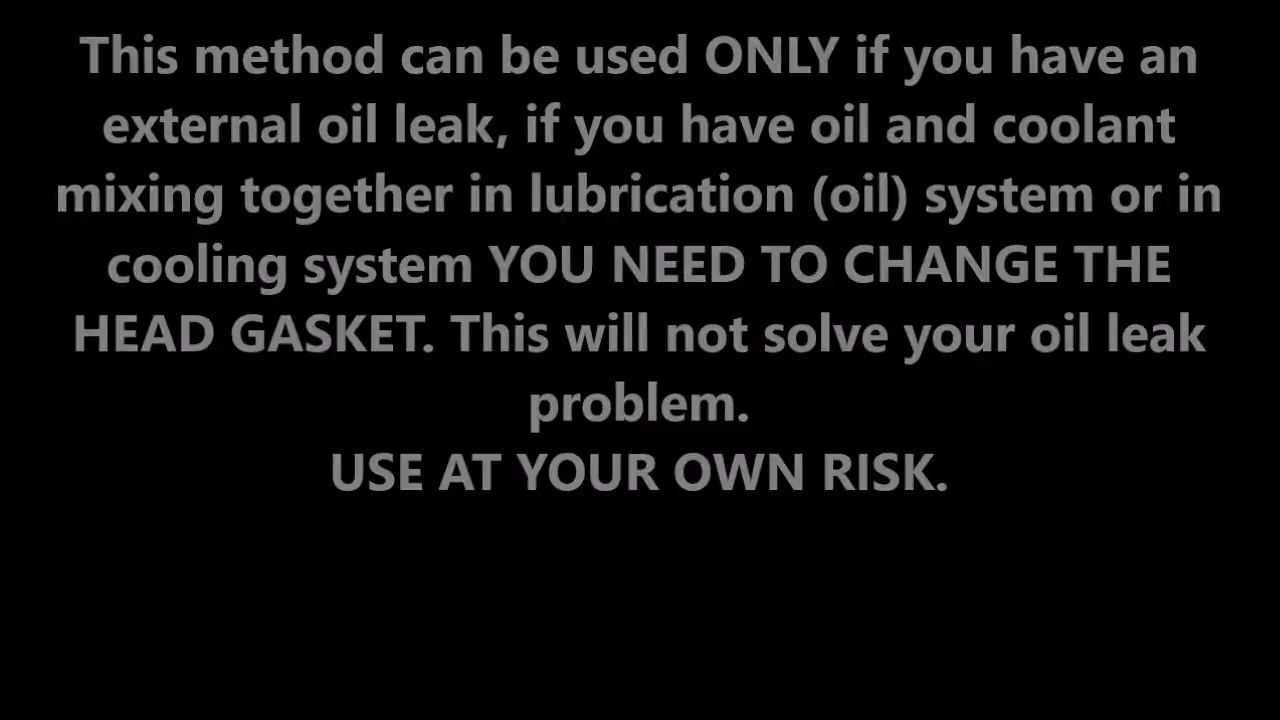 This method can be used ONLY if you have an
external oil leak, if you have oil and coolant
mixing together in lubrication (oil) system or in
cooling system YOU NEED TO CHANGE THE
HEAD GASKET. This will not solve your oil leak
problem.
USE AT YOUR OWN RISK.